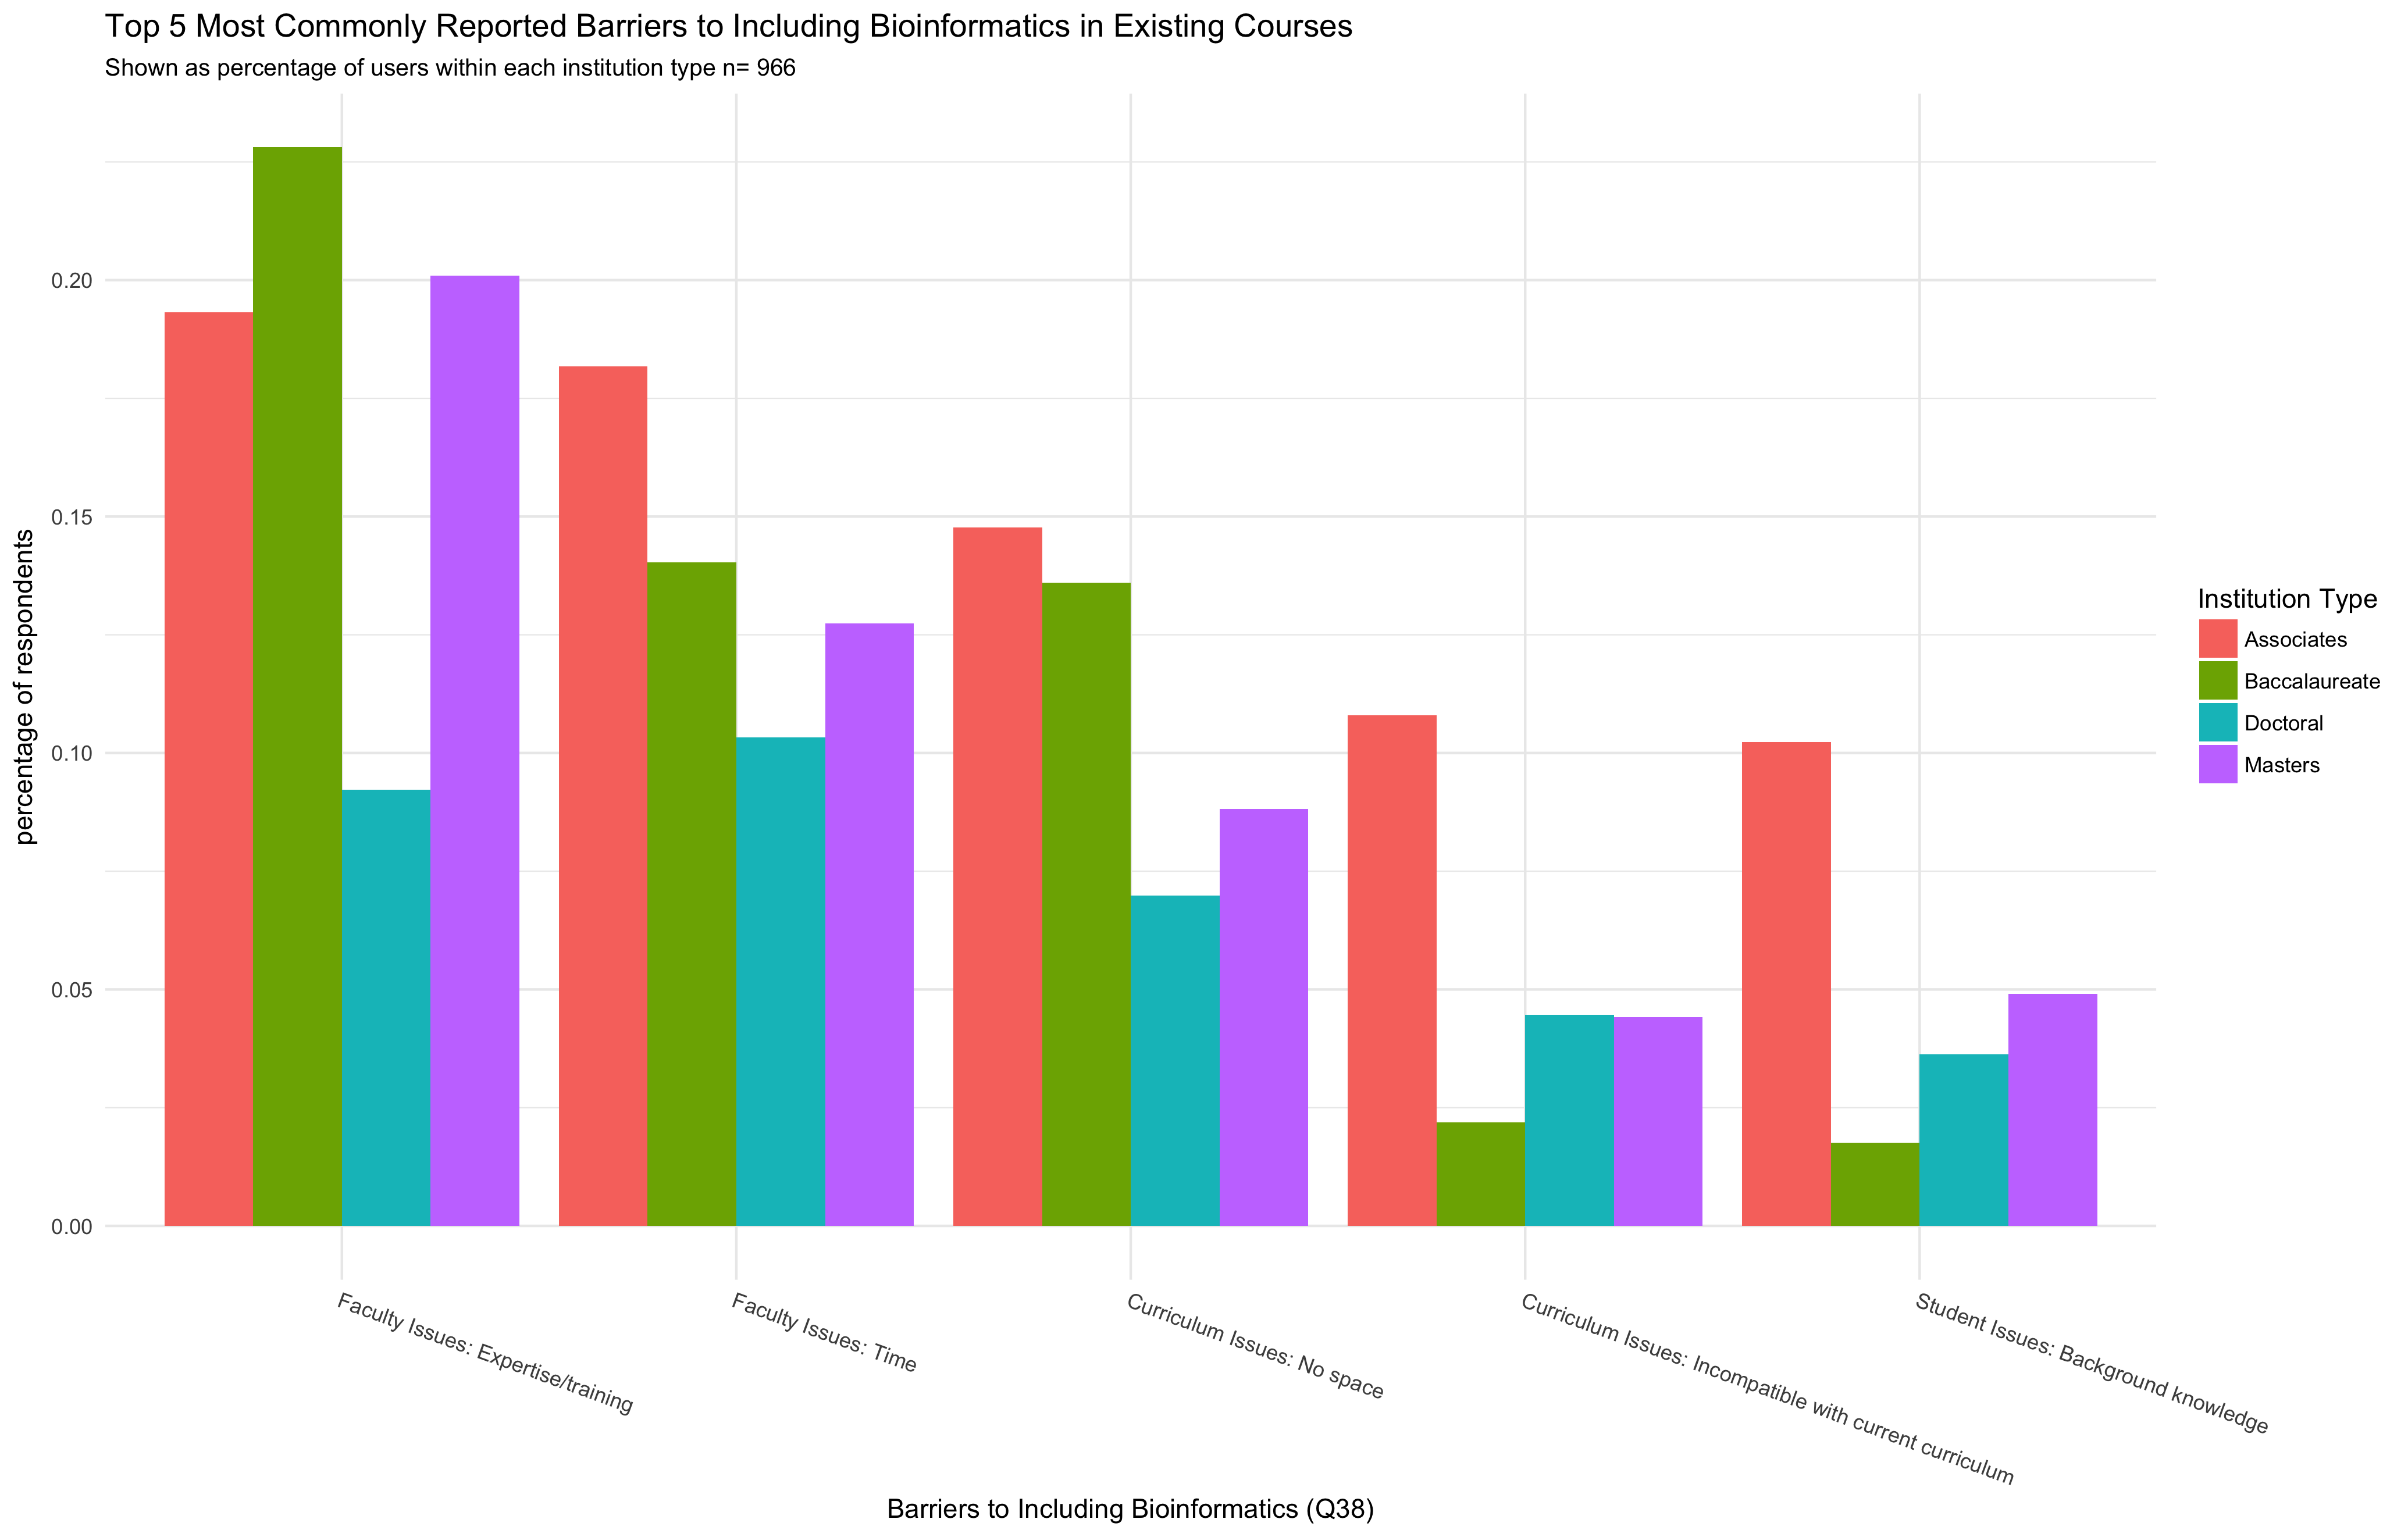 Top 5 Most Commonly Reported Barriers to Including Bioinformatics in Existing Courses
Shown as percentage of users within each institution type n= 966
percentage of respondents
0.20
0.15
0.10
0.05
0.00
Faculty Issues: Expertise/training
Faculty Issues: Time
Curriculum Issues: No space
Curriculum Issues: Incompatible with current curriculum
Student Issues: Background knowledge
Barriers to Including Bioinformatics (Q38)
Institution Type
Associates
Baccalaureate
Doctoral
Masters